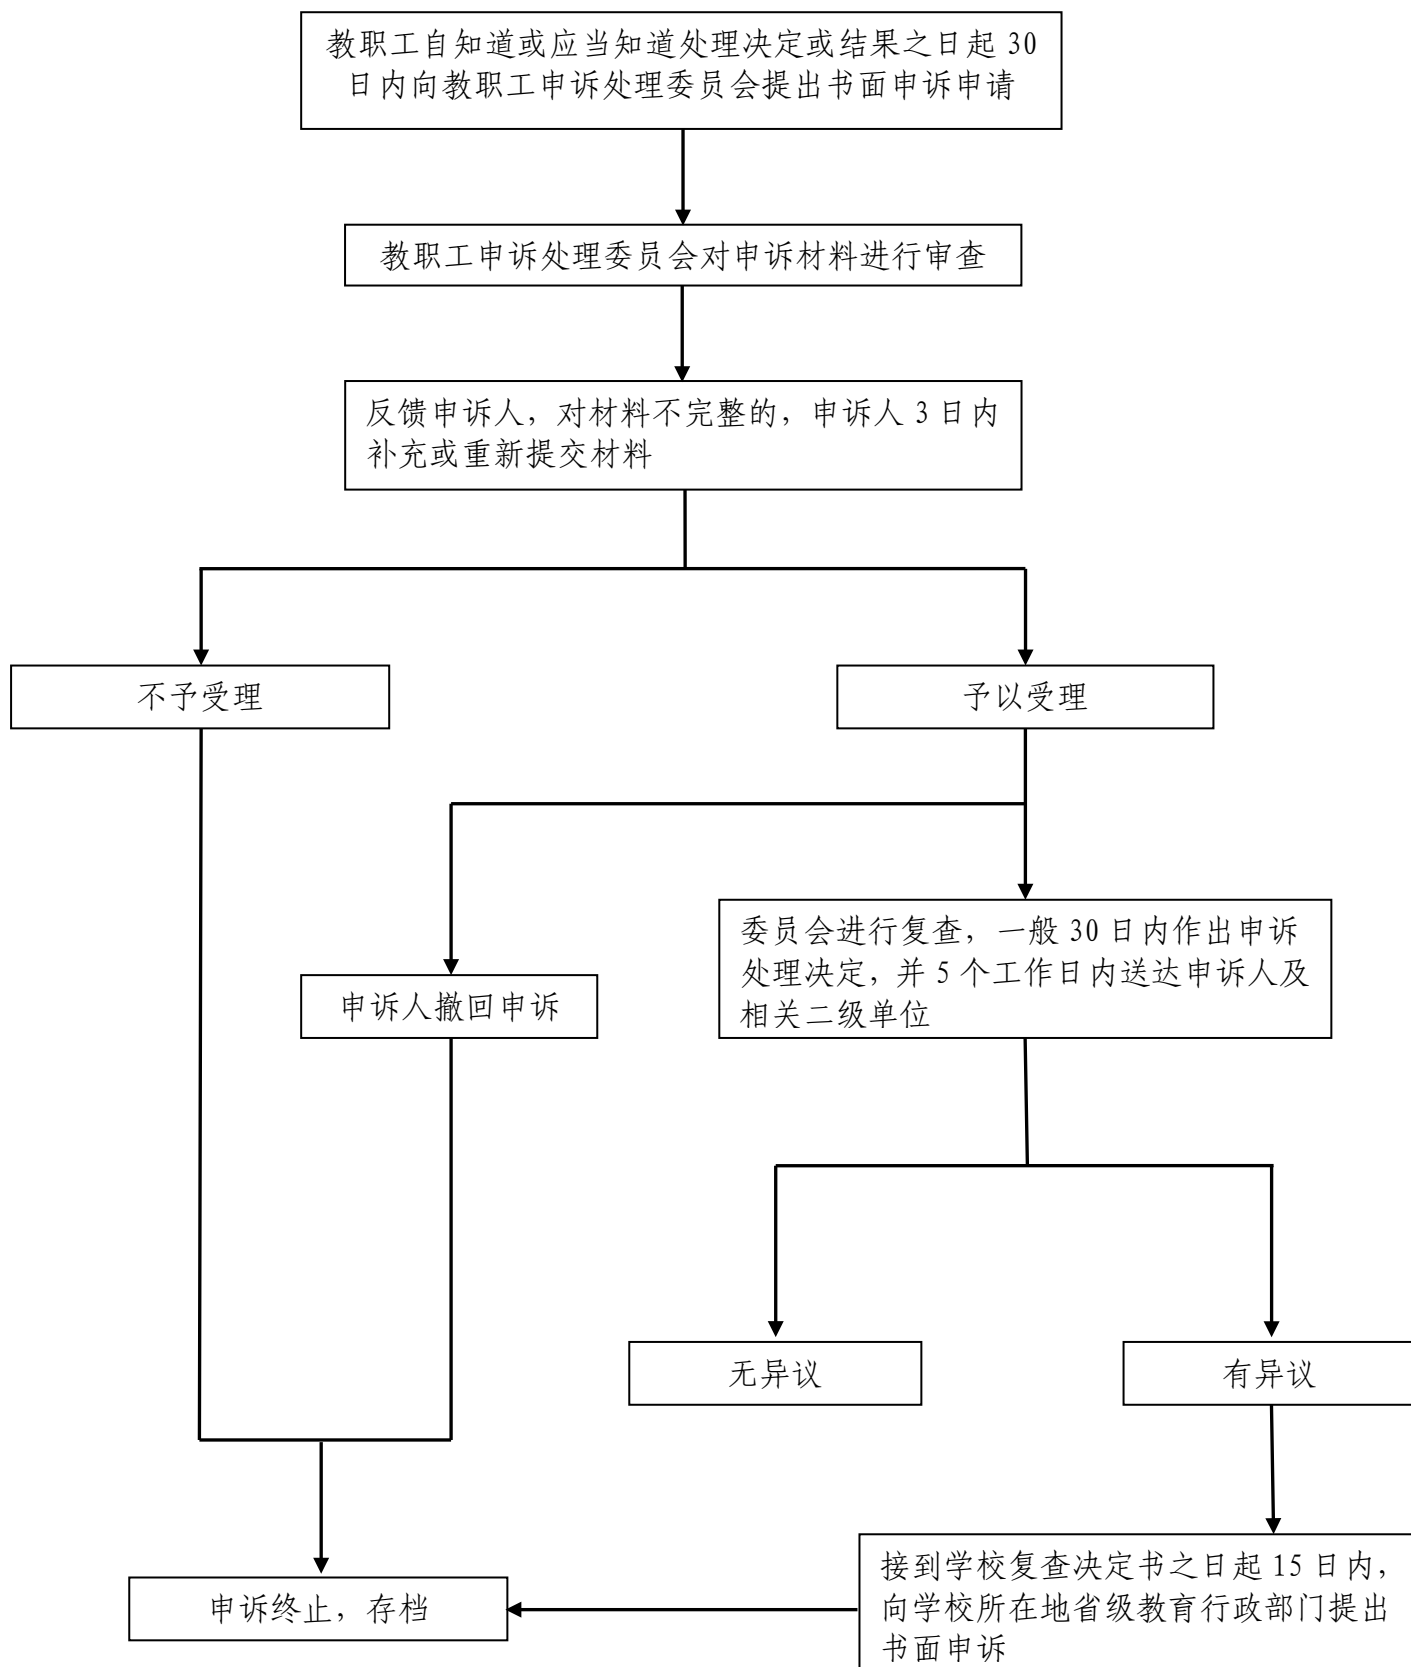 教职工自知道或应当知道处理决定或结果之日起 30
日内向教职工申诉处理委员会提出书面申诉申请
教职工申诉处理委员会对申诉材料进行审查
反馈申诉人，对材料不完整的，申诉人 3 日内
补充或重新提交材料
不予受理
予以受理
委员会进行复查，一般 30 日内作出申诉
处理决定，并 5 个工作日内送达申诉人及
相关二级单位
申诉人撤回申诉
无异议
有异议
接到学校复查决定书之日起 15 日内，
向学校所在地省级教育行政部门提出
书面申诉
申诉终止，存档